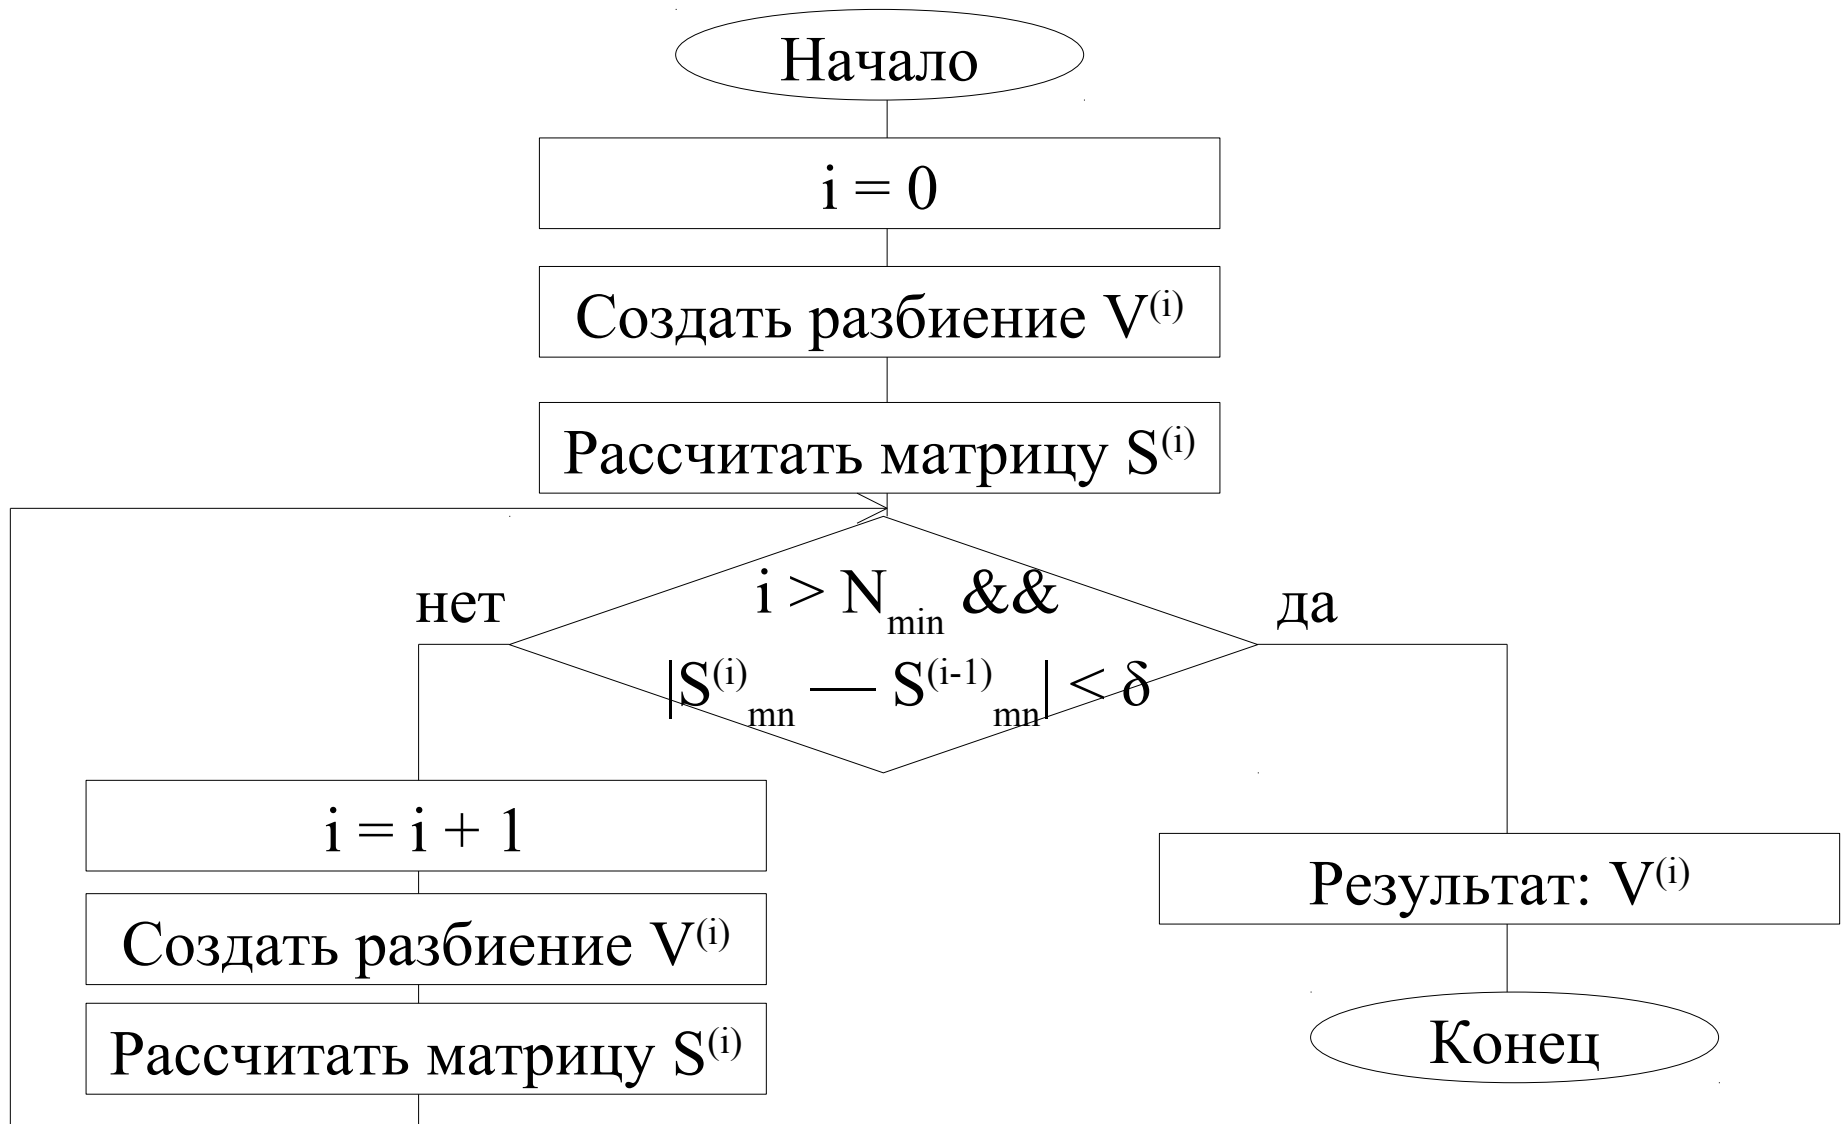 Начало
i = 0
Создать разбиение V⁽ⁱ⁾
Рассчитать матрицу S⁽ⁱ⁾
нет
i > Nmin &&
|S⁽ⁱ⁾mn — S⁽ⁱ⁻¹⁾mn| < δ
да
i = i + 1
Создать разбиение V⁽ⁱ⁾
Рассчитать матрицу S⁽ⁱ⁾
Результат: V⁽ⁱ⁾
Конец